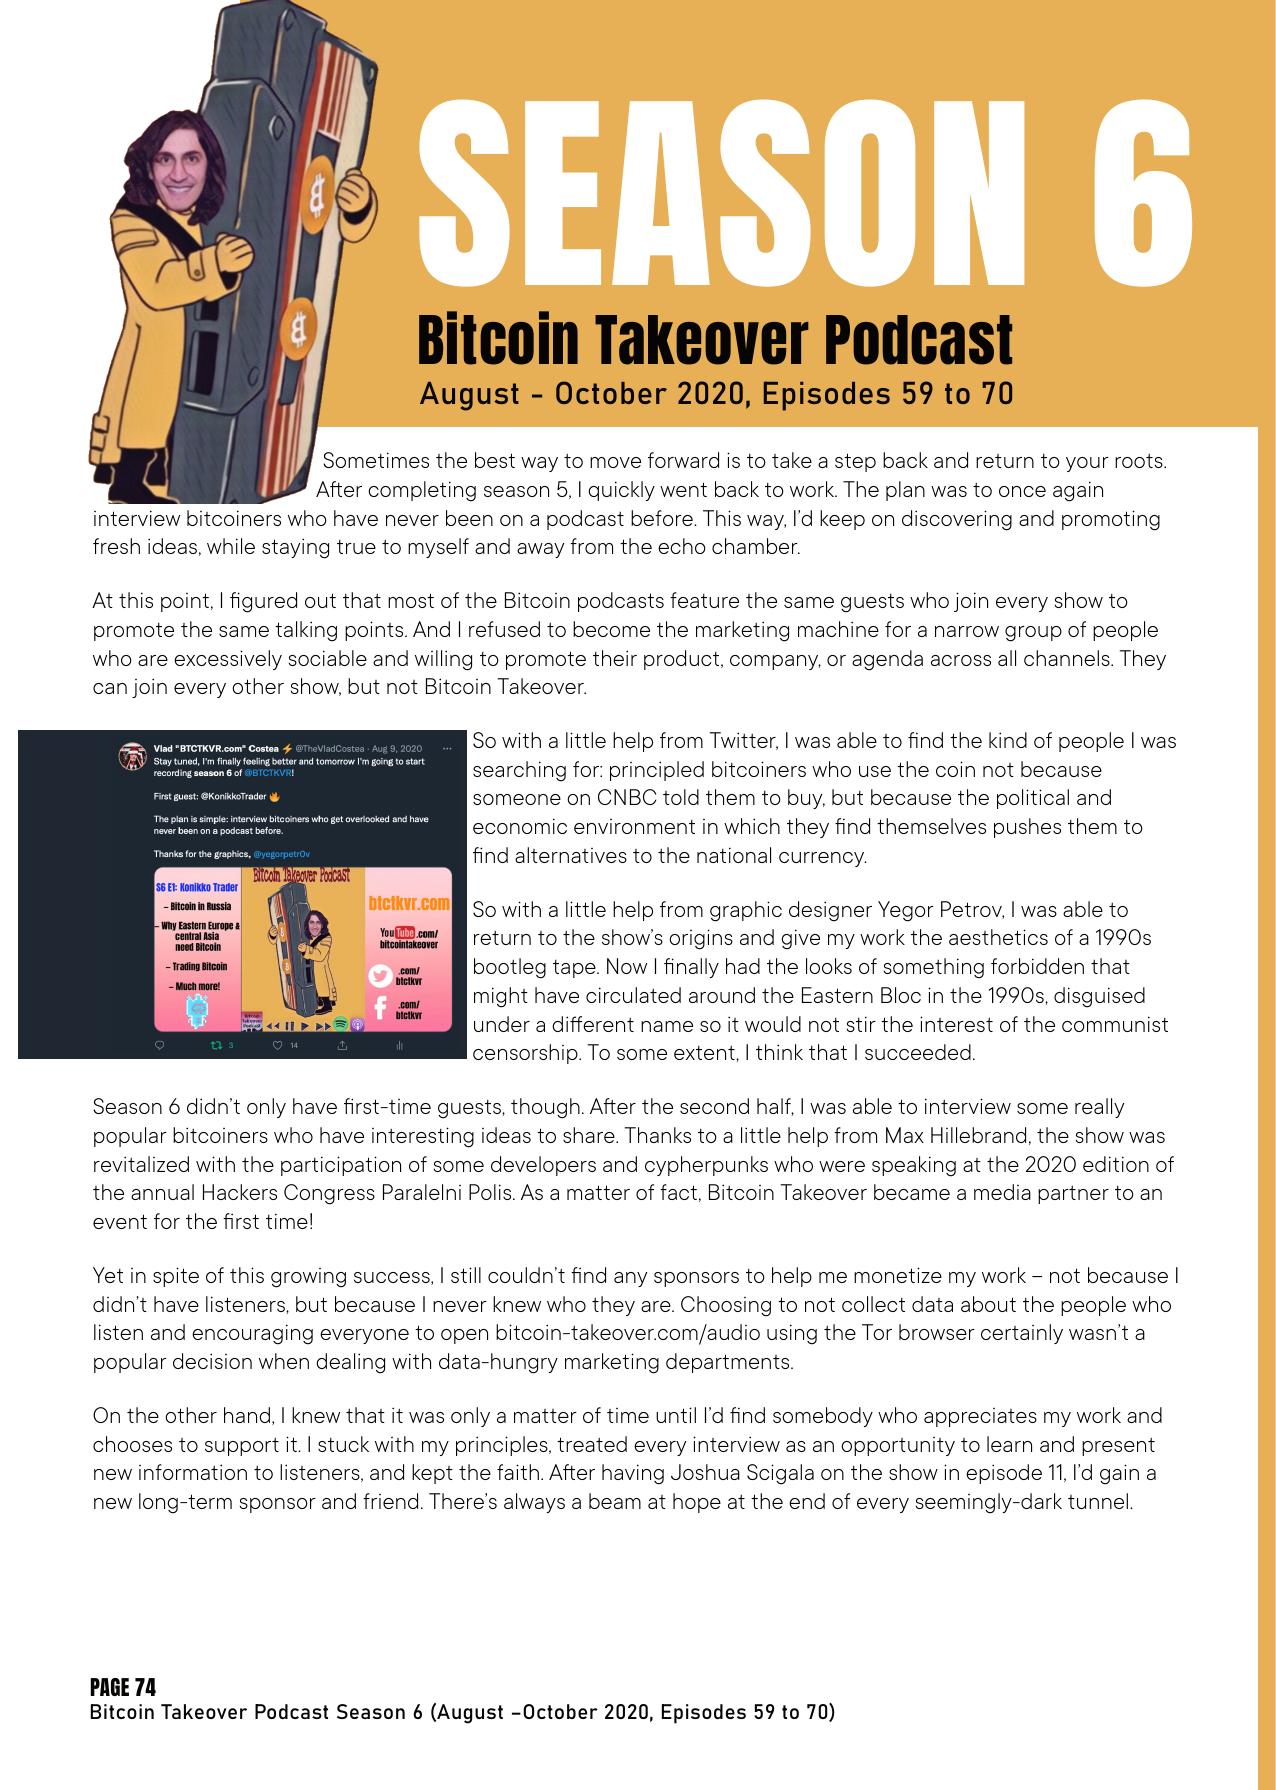 SEASON 6
Bitcoin Takeover Podcast
August - October 2020, Episodes 59 to 70
Sometimes the best way to move forward is to take a step back and return to your roots.
After completing season 5, I quickly went back to work. The plan was to once again
interview bitcoiners who have never been on a podcast before. This way, I'd keep on discovering and promoting
fresh ideas, while staying true to myself and away from the echo chamber.
At this point, I figured out that most of the Bitcoin podcasts feature the same guests who join every show to
promote the same talking points. And I refused to become the marketing machine for a narrow group of people
who are excessively sociable and willing to promote their product, company, or agenda across all channels. They
can join every other show, but not Bitcoin Takeover.
Vlad "BTCTKVR.com" Costea ⚡ @TheVladCostea · Aug 9, 2020 ···
Stay tuned, I'm finally feeling better and tomorrow I'm going to start
recording season 6 of @BTCTKVR!
First guest: @KonikkoTrader 🔥
The plan is simple: interview bitcoiners who get overlooked and have
never been on a podcast before.
Thanks for the graphics, @yegorpetr0v
Bitcoin Takeover Podcast
S6 E1: Konikko Trader
– Bitcoin in Russia
– Why Eastern Europe &
central Asia
need Bitcoin
– Trading Bitcoin
– Much more!
btctkvr.com
YouTube.com/
bitcointakeover
.com/
btctkvr
.com/
btctkvr
Bitcoin
Takeover
Podcast
3
14
So with a little help from Twitter, I was able to find the kind of people I was
searching for: principled bitcoiners who use the coin not because
someone on CNBC told them to buy, but because the political and
economic environment in which they find themselves pushes them to
find alternatives to the national currency.
So with a little help from graphic designer Yegor Petrov, I was able to
return to the show's origins and give my work the aesthetics of a 1990s
bootleg tape. Now I finally had the looks of something forbidden that
might have circulated around the Eastern Bloc in the 1990s, disguised
under a different name so it would not stir the interest of the communist
censorship. To some extent, I think that I succeeded.
Season 6 didn't only have first-time guests, though. After the second half, I was able to interview some really
popular bitcoiners who have interesting ideas to share. Thanks to a little help from Max Hillebrand, the show was
revitalized with the participation of some developers and cypherpunks who were speaking at the 2020 edition of
the annual Hackers Congress Paralelni Polis. As a matter of fact, Bitcoin Takeover became a media partner to an
event for the first time!
Yet in spite of this growing success, I still couldn't find any sponsors to help me monetize my work – not because I
didn't have listeners, but because I never knew who they are. Choosing to not collect data about the people who
listen and encouraging everyone to open bitcoin-takeover.com/audio using the Tor browser certainly wasn't a
popular decision when dealing with data-hungry marketing departments.
On the other hand, I knew that it was only a matter of time until I'd find somebody who appreciates my work and
chooses to support it. I stuck with my principles, treated every interview as an opportunity to learn and present
new information to listeners, and kept the faith. After having Joshua Scigala on the show in episode 11, I'd gain a
new long-term sponsor and friend. There's always a beam at hope at the end of every seemingly-dark tunnel.
PAGE 74
Bitcoin Takeover Podcast Season 6 (August –October 2020, Episodes 59 to 70)